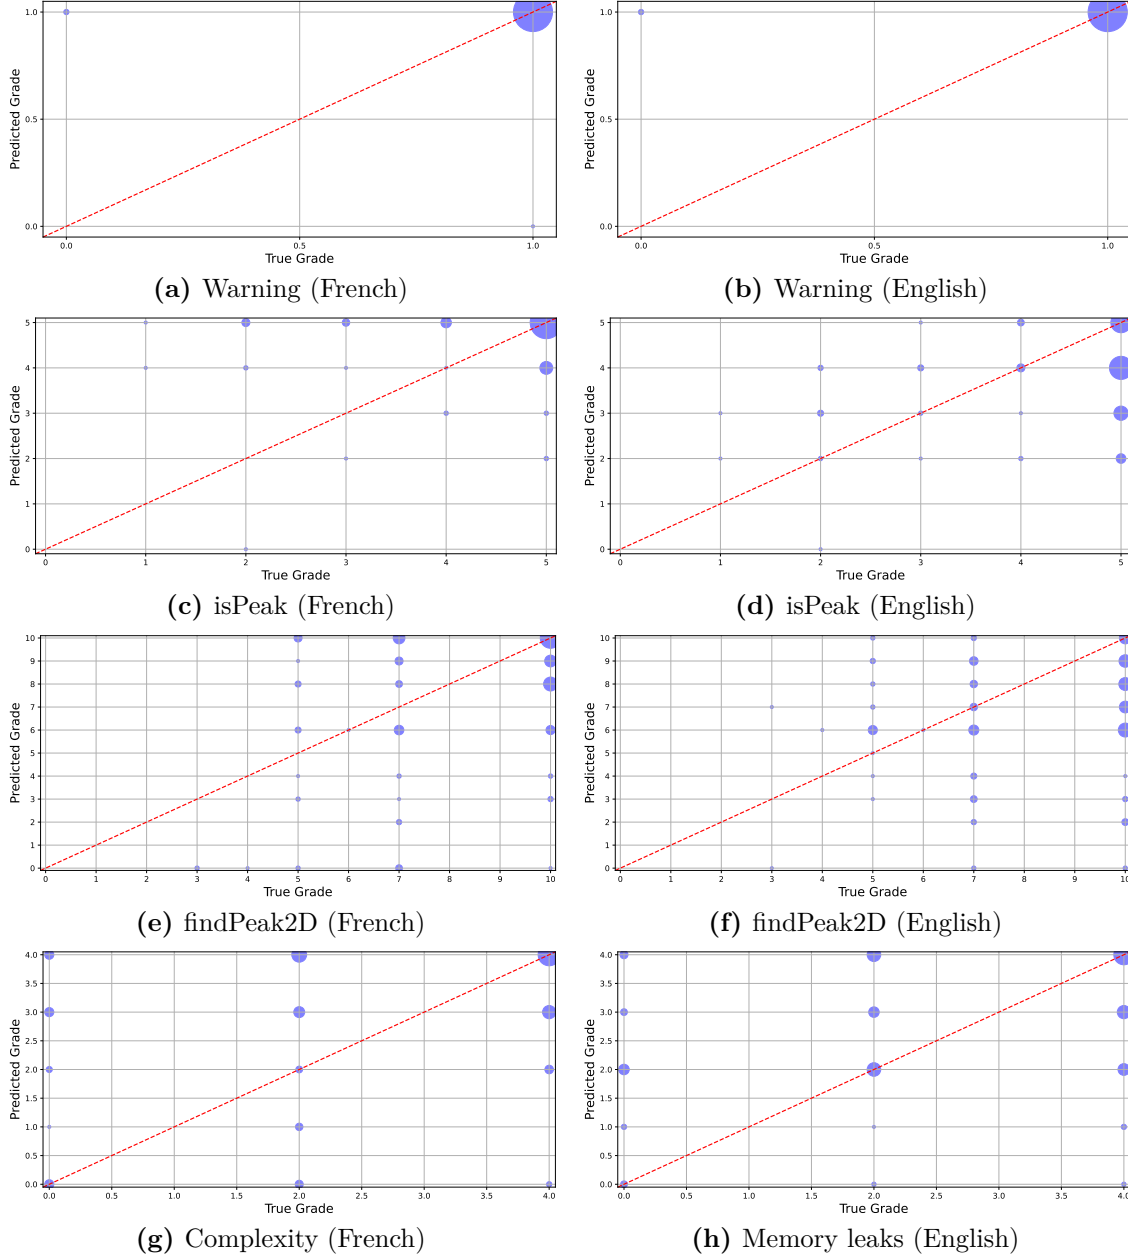 Predicted Grade
1.0
0.5
0.0
0.0 0.5 1.0
True Grade
(a) Warning (French)
Predicted Grade
1.0
0.5
0.0
0.0 0.5 1.0
True Grade
(b) Warning (English)
Predicted Grade
5
4
3
2
1
0
0 1 2 3 4 5
True Grade
(c) isPeak (French)
Predicted Grade
5
4
3
2
1
0
0 1 2 3 4 5
True Grade
(d) isPeak (English)
Predicted Grade
10
9
8
7
6
5
4
3
2
1
0
0 1 2 3 4 5 6 7 8 9 10
True Grade
(e) findPeak2D (French)
Predicted Grade
10
9
8
7
6
5
4
3
2
1
0
0 1 2 3 4 5 6 7 8 9 10
True Grade
(f) findPeak2D (English)
Predicted Grade
4.0
3.5
3.0
2.5
2.0
1.5
1.0
0.5
0.0
0.0 0.5 1.0 1.5 2.0 2.5 3.0 3.5 4.0
True Grade
(g) Complexity (French)
Predicted Grade
4.0
3.5
3.0
2.5
2.0
1.5
1.0
0.5
0.0
0.0 0.5 1.0 1.5 2.0 2.5 3.0 3.5 4.0
True Grade
(h) Memory leaks (English)